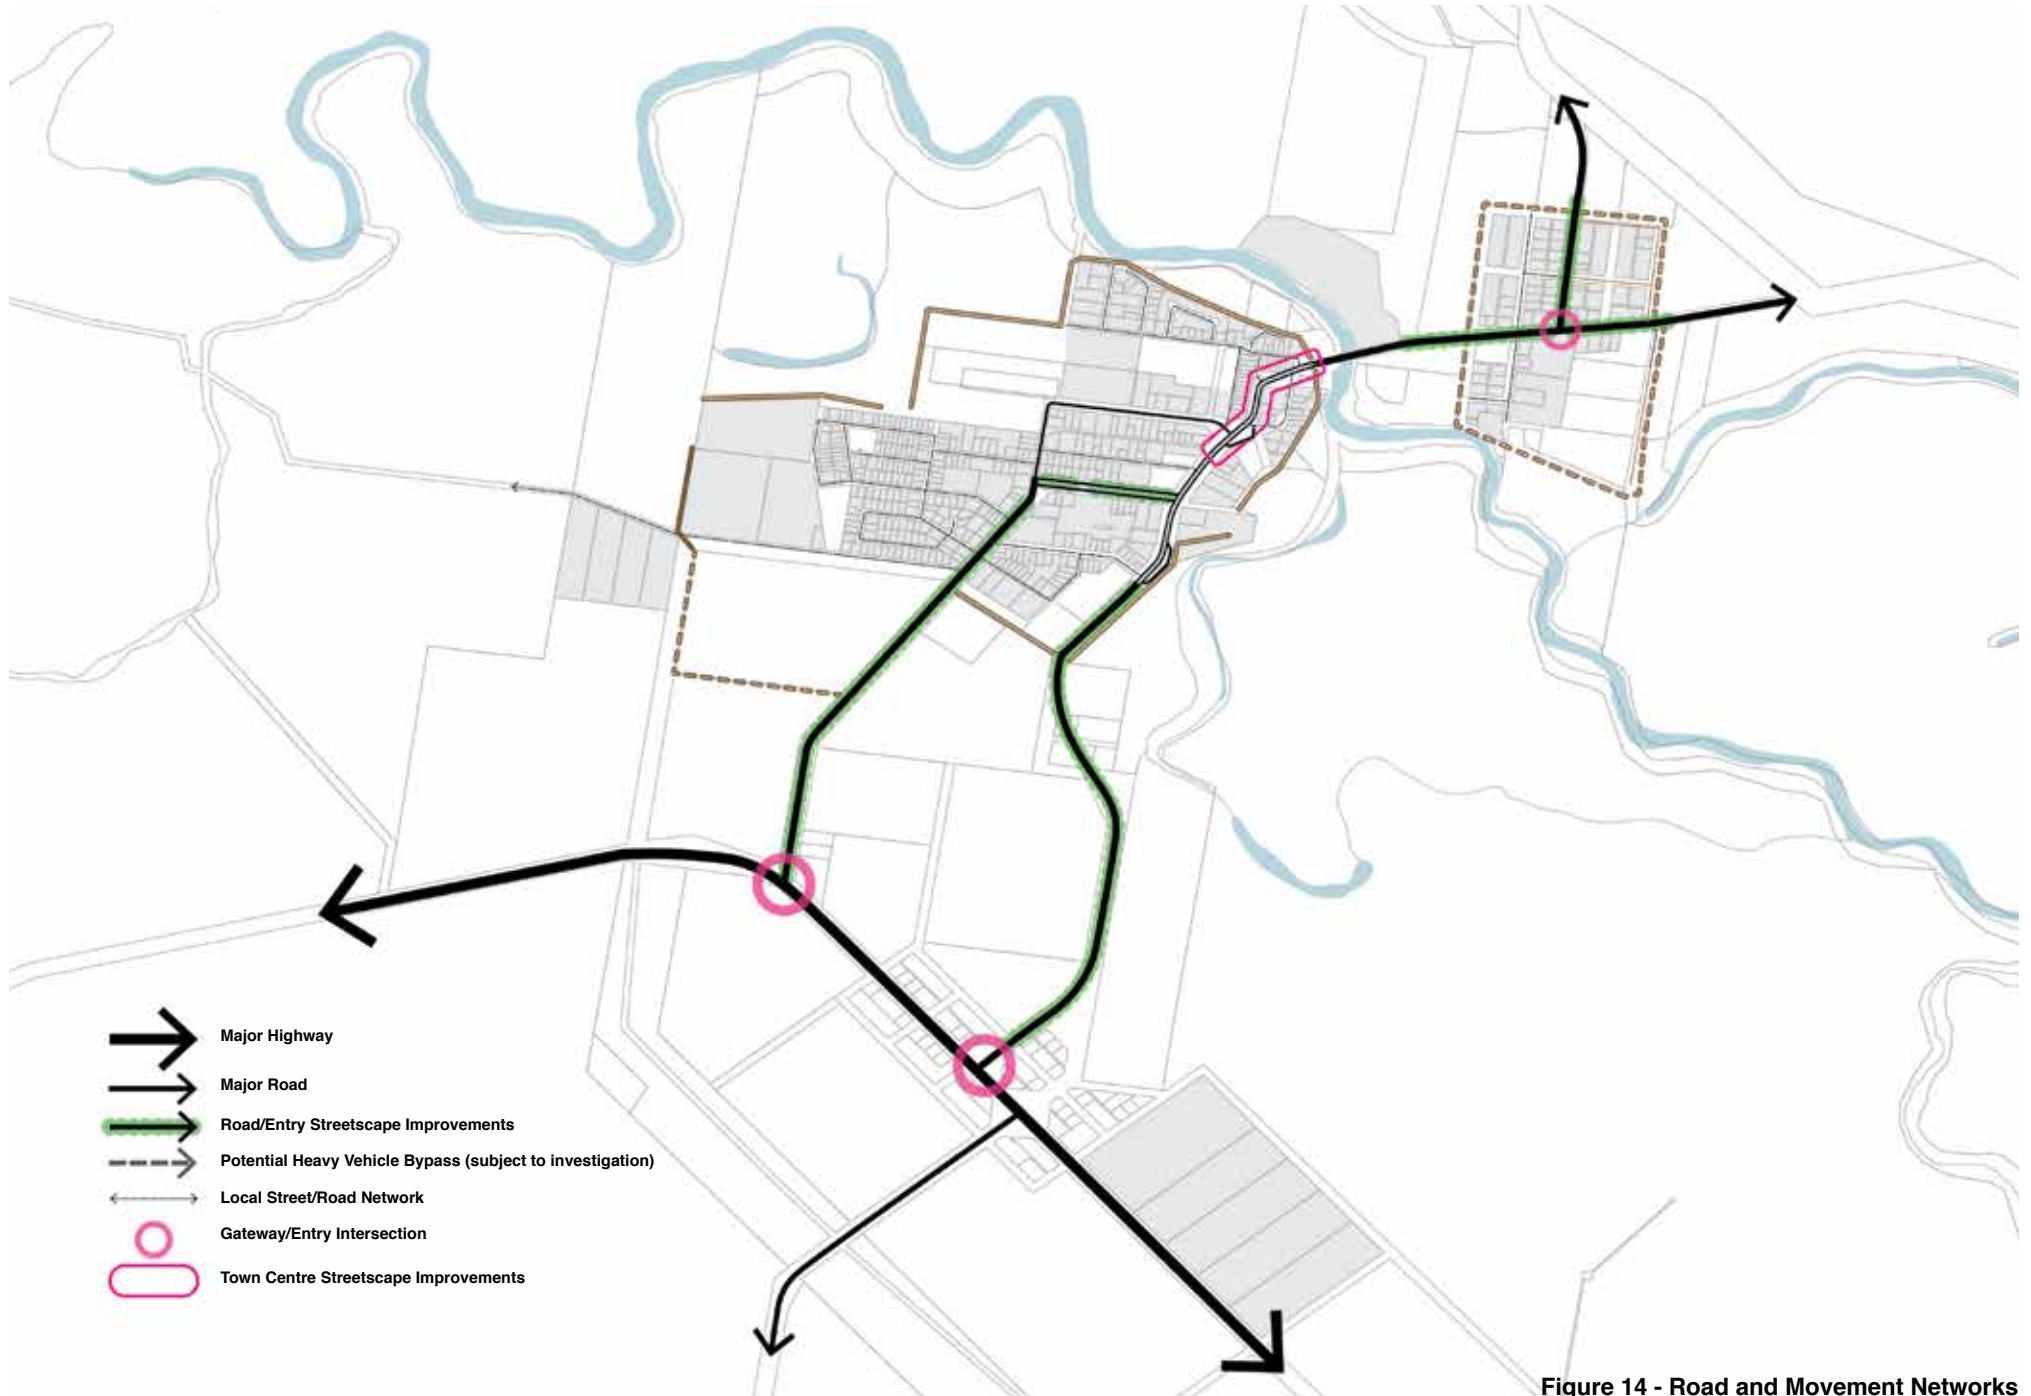 Major Highway
Major Road
Road/Entry Streetscape Improvements
Potential Heavy Vehicle Bypass (subject to investigation)
Local Street/Road Network
Gateway/Entry Intersection
Town Centre Streetscape Improvements
Figure 14 - Road and Movement Networks